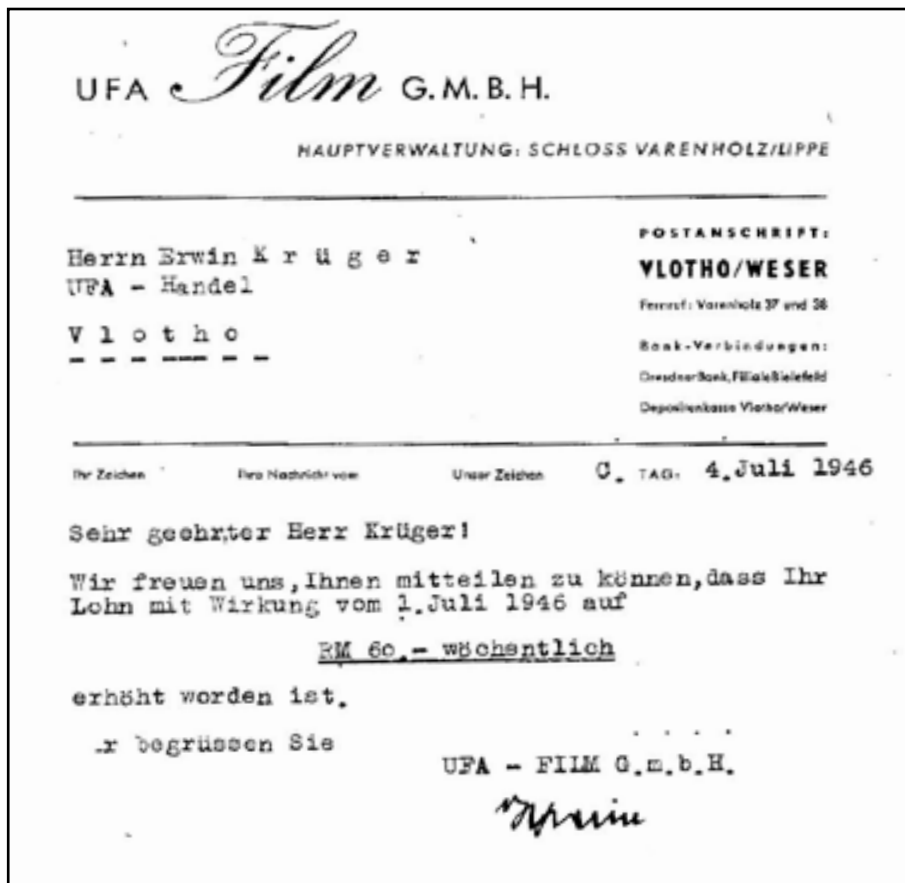 UFA Film G.M.B.H.
HAUPTVERWALTUNG: SCHLOSS VARENHOLZ/LIPPE
Herrn Erwin K r ü g e r
UFA - Handel
V l o t h o
POSTANSCHRIFT:
VLOTHO/WESER
Fernruf: Varenholz 37 und 38
Bank-Verbindungen:
Dresdner Bank, Filiale Bielefeld
Depositenkasse Vlotho/Weser
Ihr Zeichen Ihre Nachricht vom Unser Zeichen C. TAG: 4.Juli 1946
Sehr geehrter Herr Krüger!
Wir freuen uns,Ihnen mitteilen zu können,dass Ihr
Lohn mit Wirkung vom 1.Juli 1946 auf
RM 60.- wöchentlich
erhöht worden ist.
begrüssen Sie
UFA - FILM G.m.b.H.